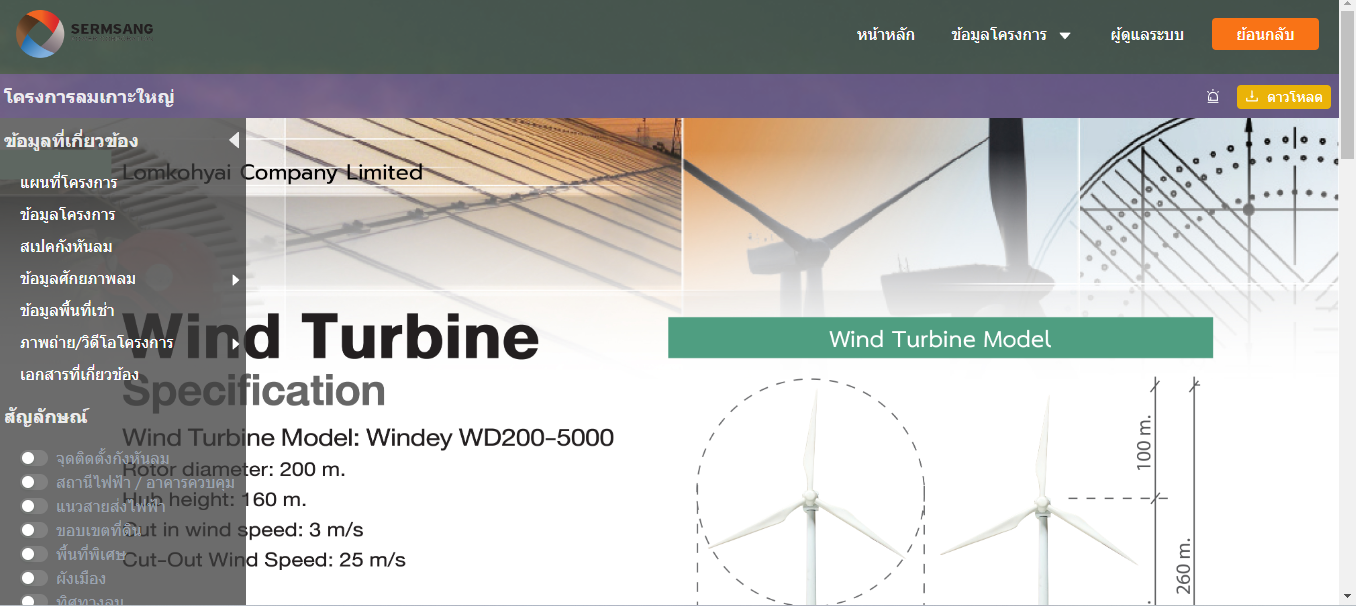 SERMSANG
หน้าหลัก
ข้อมูลโครงการ
ผู้ดูแลระบบ
ย้อนกลับ
โครงการลมเกาะใหญ่
ดาวโหลด
ข้อมูลที่เกี่ยวข้อง
แผนที่โครงการ
ข้อมูลโครงการ
สเปคกังหันลม
ข้อมูลศักยภาพลม
ข้อมูลพื้นที่เช่า
ภาพถ่าย/วิดีโอโครงการ
เอกสารที่เกี่ยวข้อง
สัญลักษณ์
จุดติดตั้งกังหันลม
สถานีไฟฟ้า / อาคารควบคุม
แนวสายส่งไฟฟ้า
ขอบเขตที่ดิน
พื้นที่พิเศษ
ผังเมือง
ทิศทางลม
Lomkohyai Company Limited
Wind Turbine
Specification
Wind Turbine Model: Windey WD200-5000
Rotor diameter: 200 m.
Hub height: 160 m.
Cut in wind speed: 3 m/s
Cut-Out Wind Speed: 25 m/s
Wind Turbine Model
100 m.
260 m.